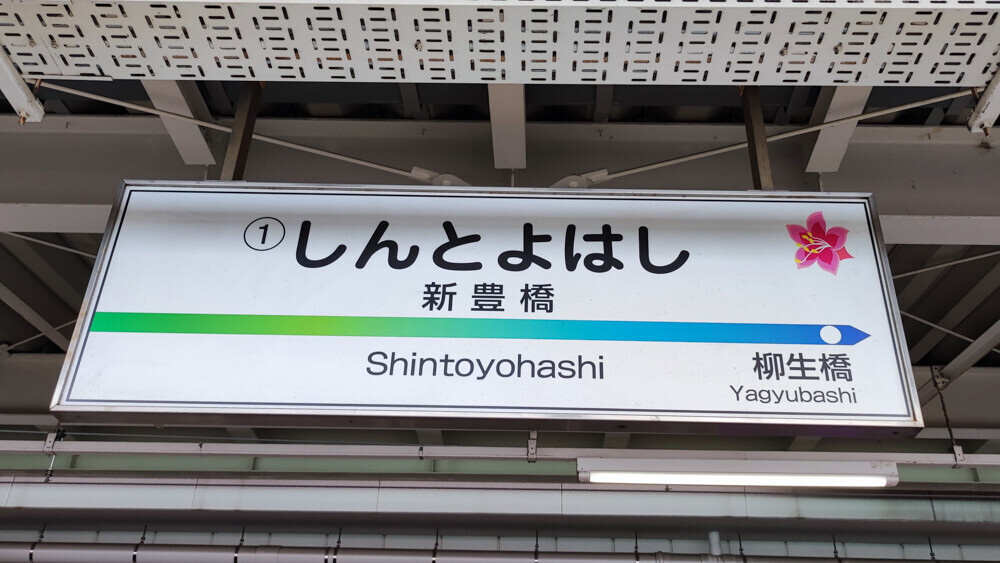 ① しんとよはし
新豊橋
Shintoyohashi
柳生橋
Yagyubashi